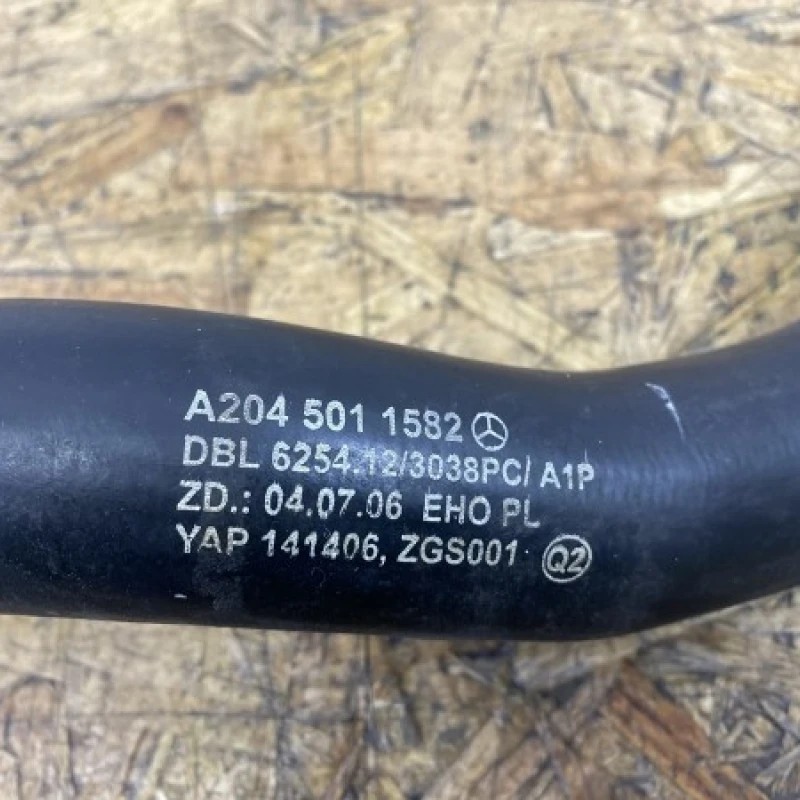 A204 501 1582
DBL 6254.12/3038PC/ A1P
ZD.: 04.07.06 EHO PL
YAP 141406, ZGS001 Q2